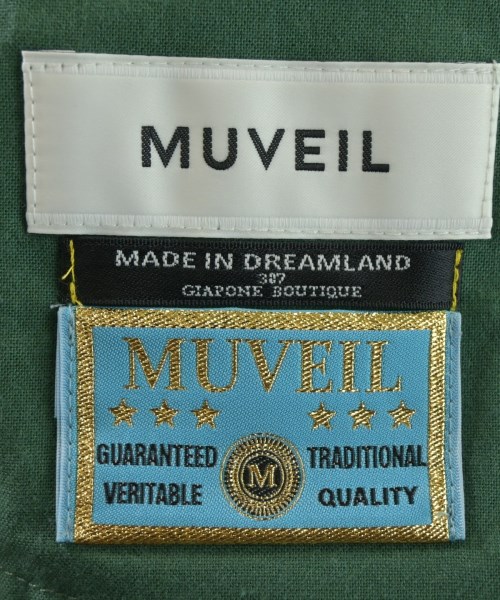 MUVEIL
MADE IN DREAMLAND
387
GIAPONE BOUTIQUE
MUVEIL
GUARANTEED TRADITIONAL
M
VERITABLE QUALITY